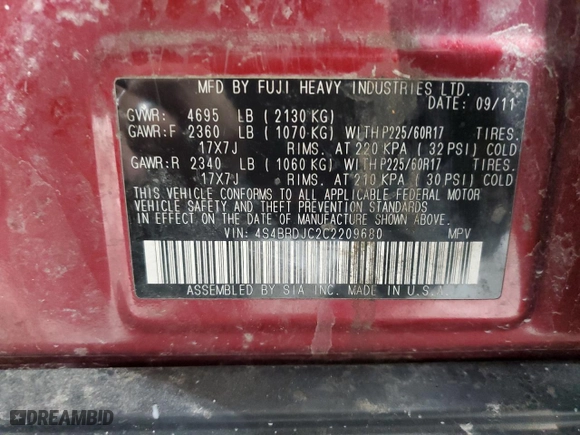 MFD BY FUJI HEAVY INDUSTRIES LTD.
DATE: 09/11
GVWR: 4695 LB (2130 KG)
GAWR:F 2360 LB (1070 KG) WITH P225/60R17 TIRES.
17X7J RIMS. AT 220 KPA (32 PSI) COLD
GAWR:R 2340 LB (1060 KG) WITH P225/60R17 TIRES.
17X7J RIMS. AT 210 KPA (30 PSI) COLD
THIS VEHICLE CONFORMS TO ALL APPLICABLE FEDERAL MOTOR
VEHICLE SAFETY AND THEFT PREVENTION STANDARDS
IN EFFECT ON THE DATE OF MANUFACTURE SHOWN ABOVE.
VIN: 4S4BRDJC2C2209680 MPV
ASSEMBLED BY SIA INC. MADE IN U.S.A.
DREAMBID